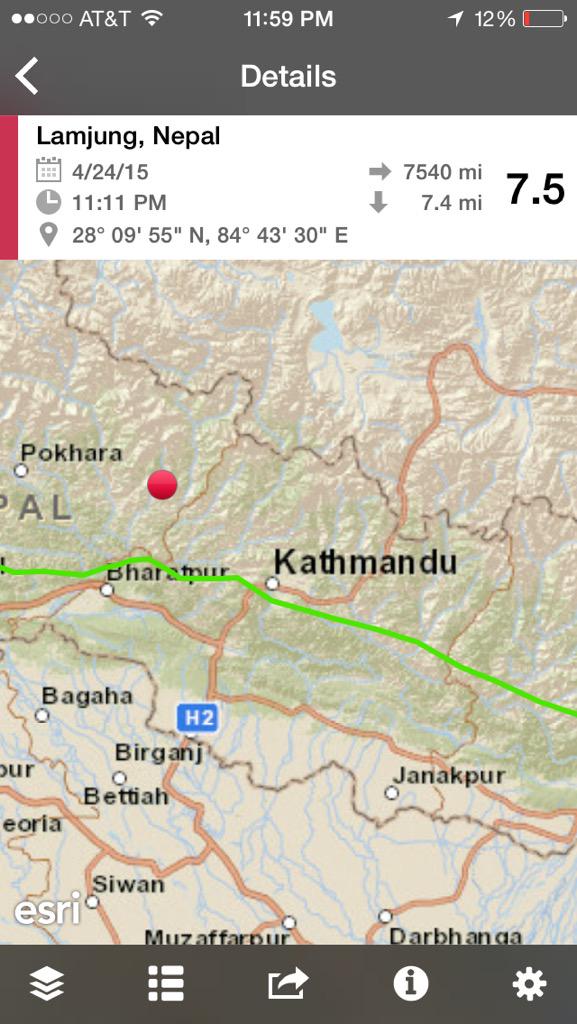 AT&T 11:59 PM 12%
Details
Lamjung, Nepal
4/24/15 7540 mi 7.5
11:11 PM 7.4 mi
28° 09' 55" N, 84° 43' 30" E
Pokhara
PAL
Kathmandu
Bharatpur
Bagaha
H2
Birganj
pur
Janakpur
Bettiah
eoria
Siwan
esri
Muzaffarpur
Darbhanga